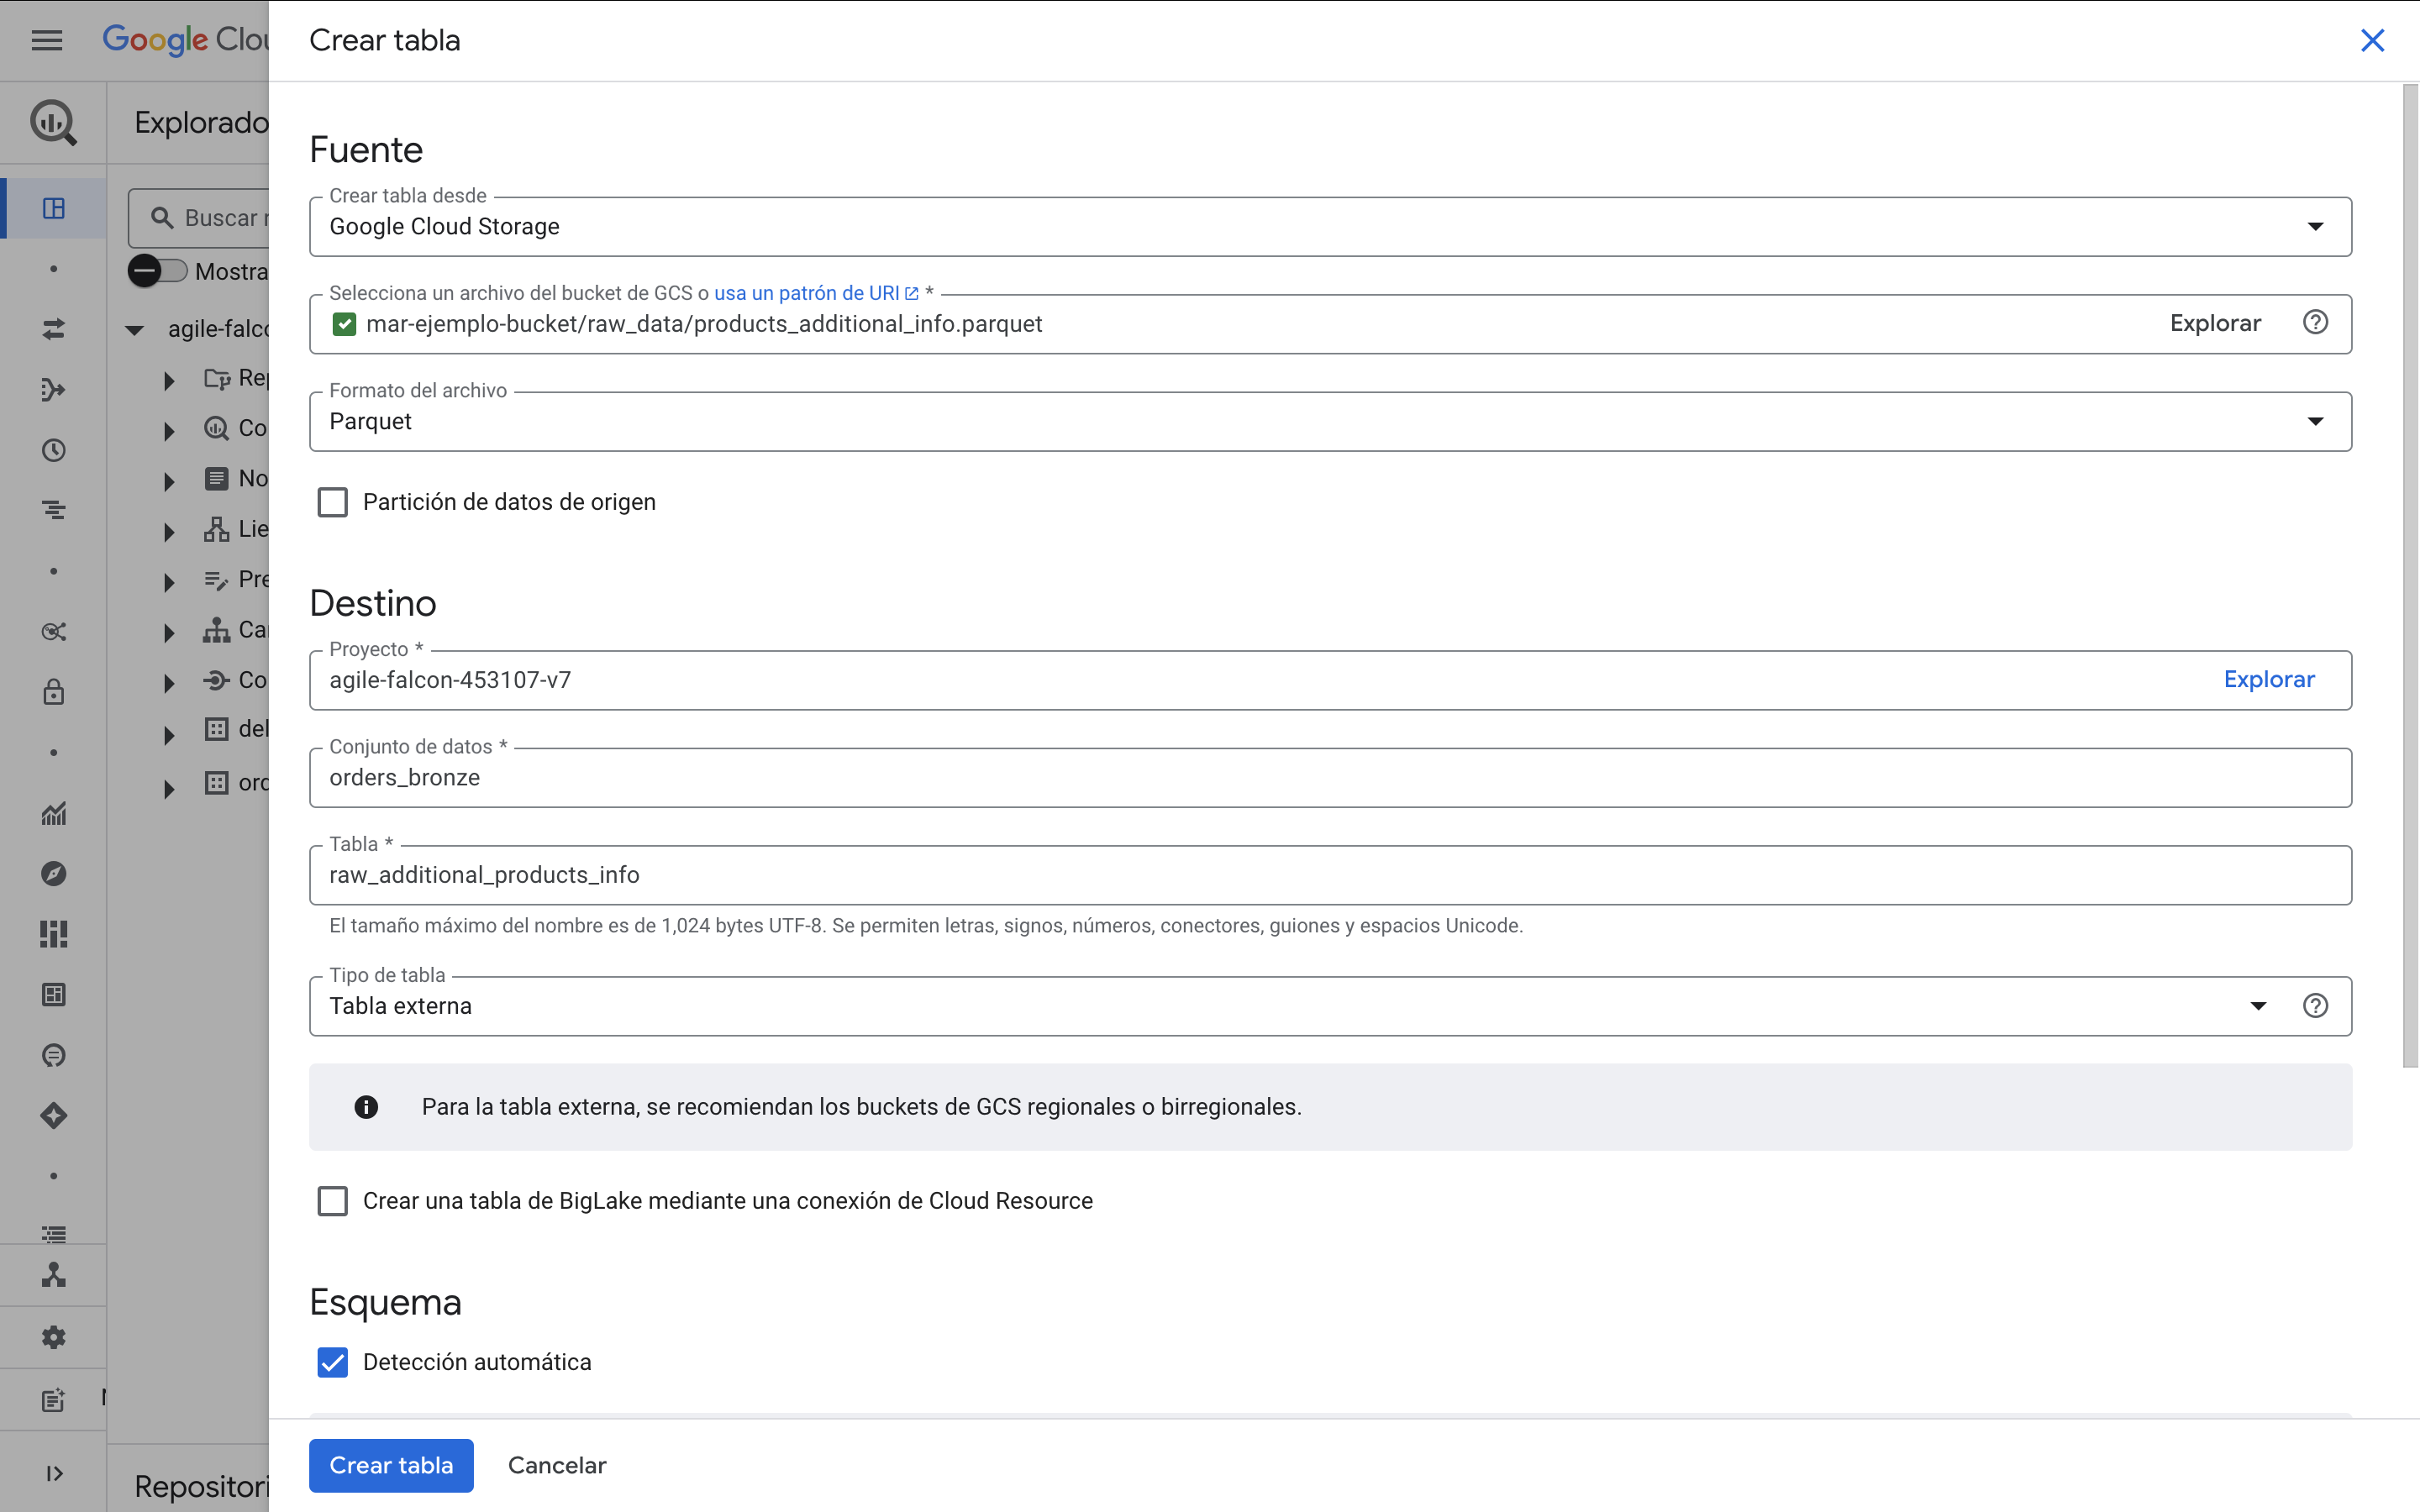 Google Clou
Crear tabla
Explorado
Fuente
Crear tabla desde
Google Cloud Storage
Buscar r
Mostra
Selecciona un archivo del bucket de GCS o usa un patrón de URI *
mar-ejemplo-bucket/raw_data/products_additional_info.parquet
Explorar
agile-falc
Rep
Formato del archivo
Parquet
Co
No
Partición de datos de origen
Lie
Pre
Destino
Ca
Proyecto *
agile-falcon-453107-v7
Explorar
Co
del
Conjunto de datos *
orders_bronze
ord
Tabla *
raw_additional_products_info
El tamaño máximo del nombre es de 1,024 bytes UTF-8. Se permiten letras, signos, números, conectores, guiones y espacios Unicode.
Tipo de tabla
Tabla externa
Para la tabla externa, se recomiendan los buckets de GCS regionales o birregionales.
Crear una tabla de BigLake mediante una conexión de Cloud Resource
Esquema
Detección automática
Crear tabla
Cancelar
Repositori